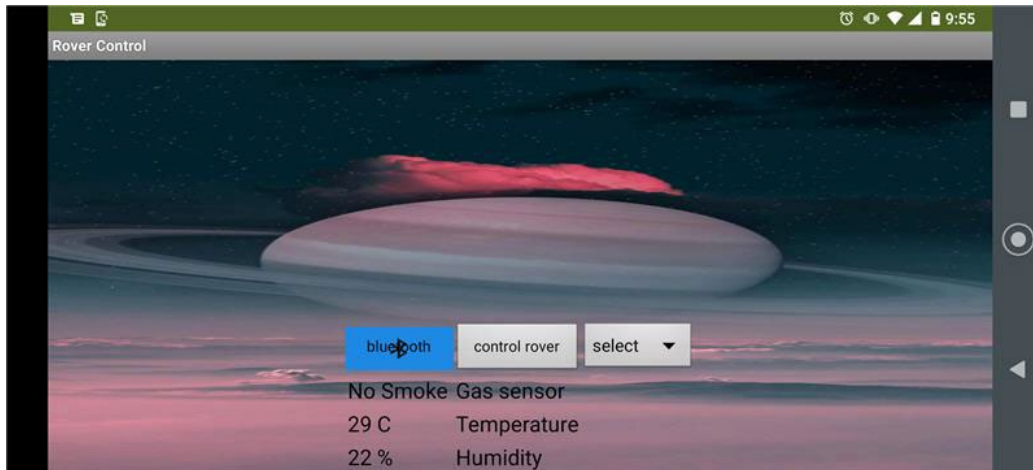 9:55
Rover Control
bluetooth control rover select
No Smoke Gas sensor
29 C Temperature
22 % Humidity